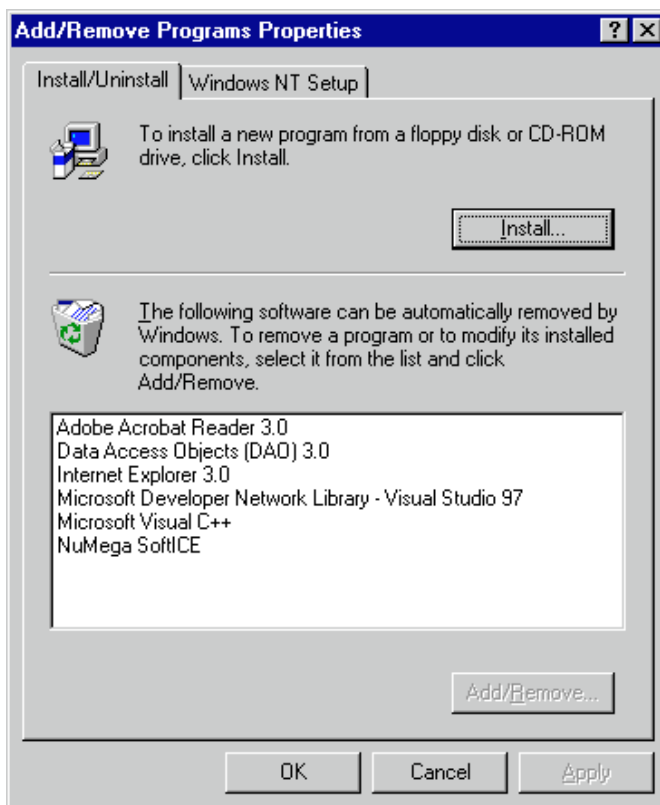 Add/Remove Programs Properties
Install/Uninstall
Windows NT Setup
To install a new program from a floppy disk or CD-ROM
drive, click Install.
Install...
The following software can be automatically removed by
Windows. To remove a program or to modify its installed
components, select it from the list and click
Add/Remove.
Adobe Acrobat Reader 3.0
Data Access Objects (DAO) 3.0
Internet Explorer 3.0
Microsoft Developer Network Library - Visual Studio 97
Microsoft Visual C++
NuMega SoftICE
Add/Remove...
OK
Cancel
Apply